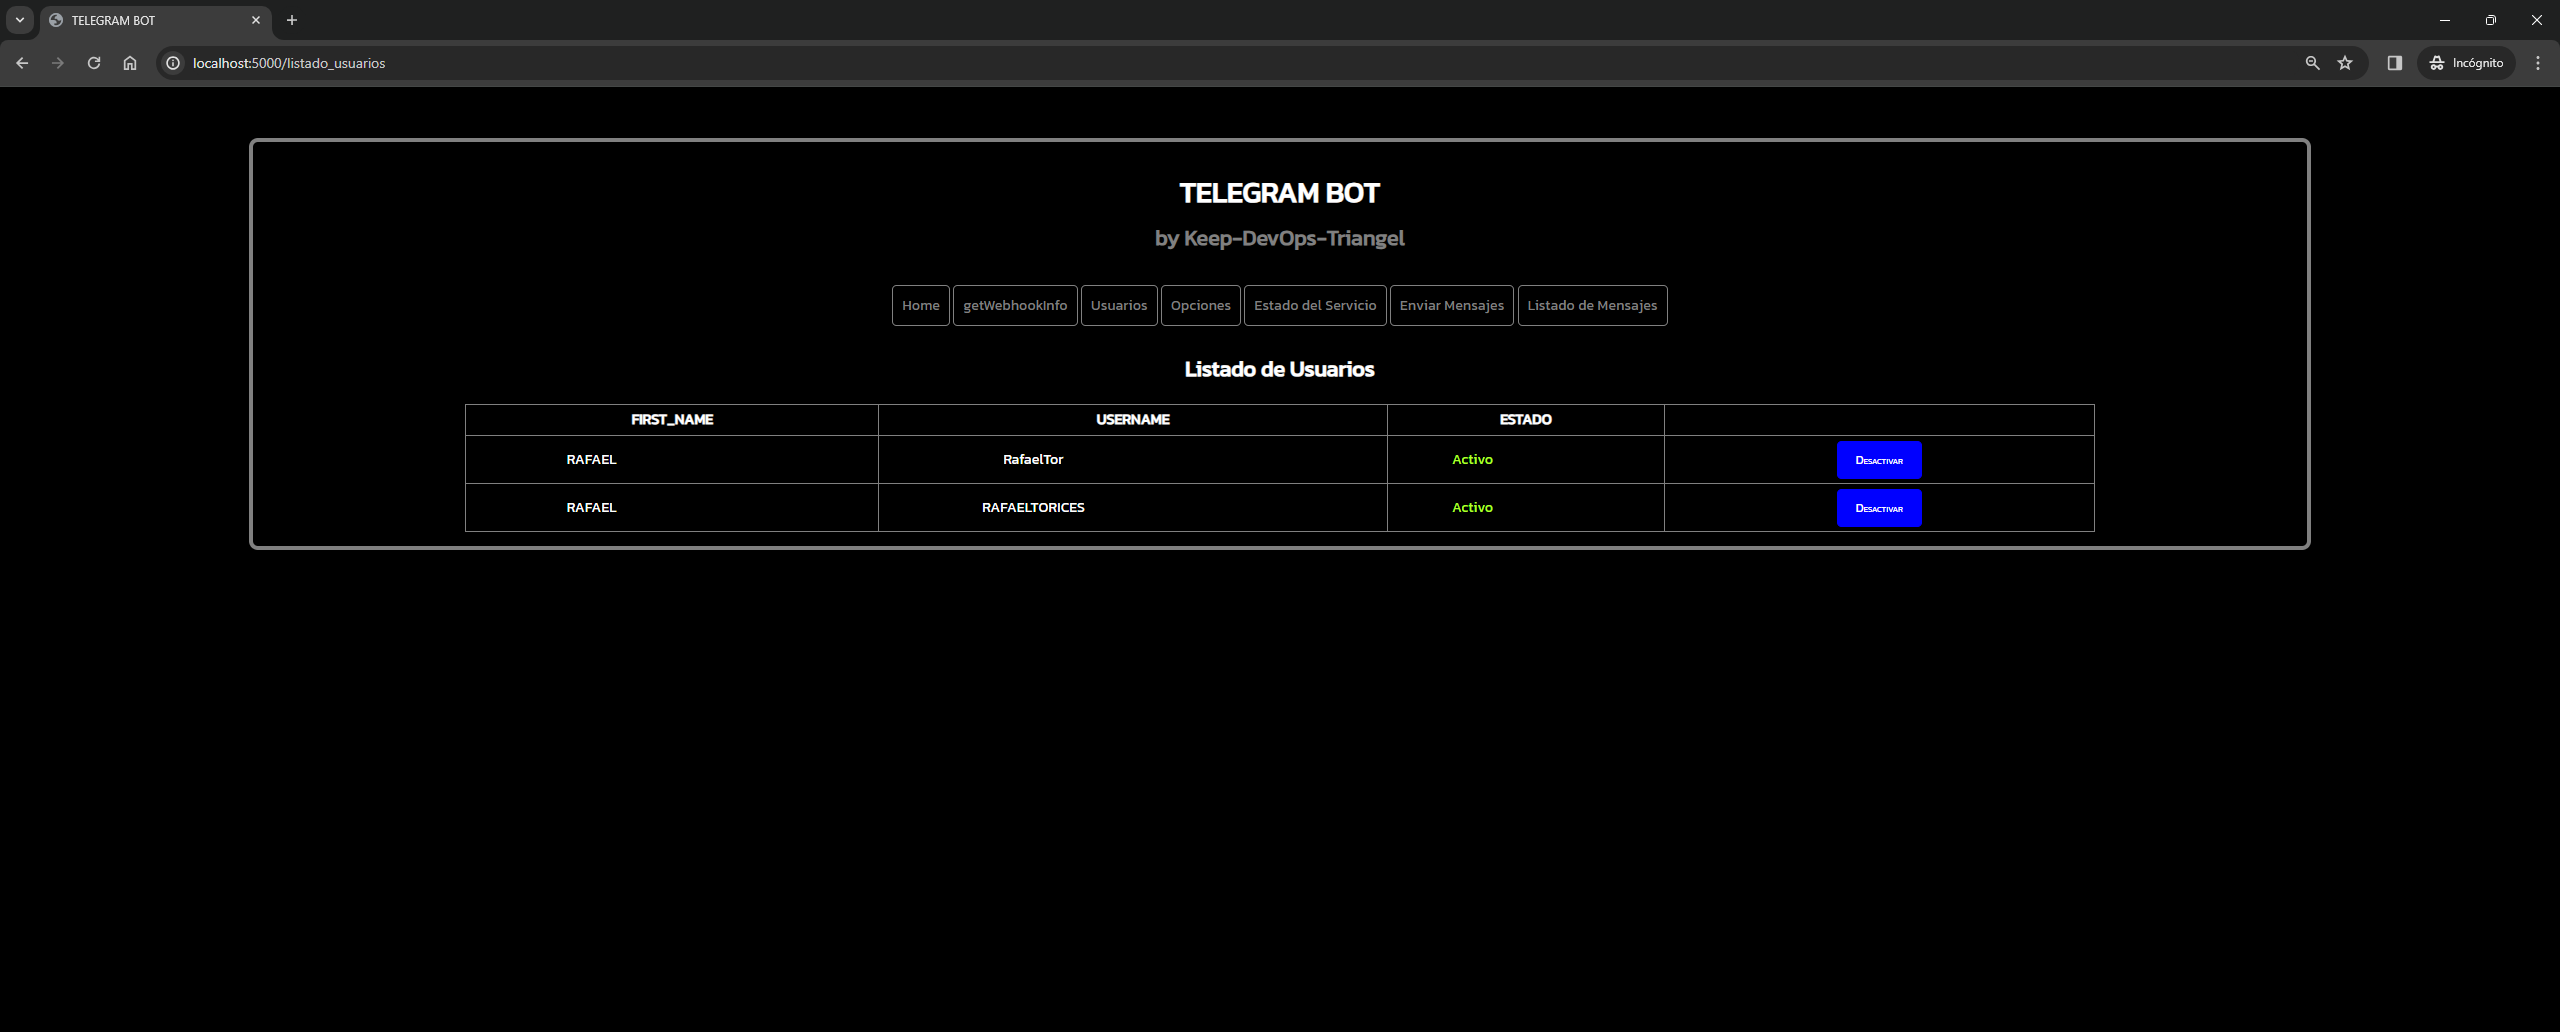 TELEGRAM BOT
localhost:5000/listado_usuarios
Incógnito
TELEGRAM BOT
by Keep-DevOps-Triangel
Home getWebhookInfo Usuarios Opciones Estado del Servicio Enviar Mensajes Listado de Mensajes
Listado de Usuarios
FIRST_NAME USERNAME ESTADO
RAFAEL RafaelTor Activo Desactivar
RAFAEL RAFAELTORICES Activo Desactivar